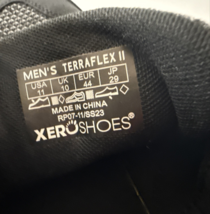 MEN'S TERRAFLEX II
USA UK EUR JP
11 10 44 29
MADE IN CHINA
RP07-11/SS23
XEROSHOES®